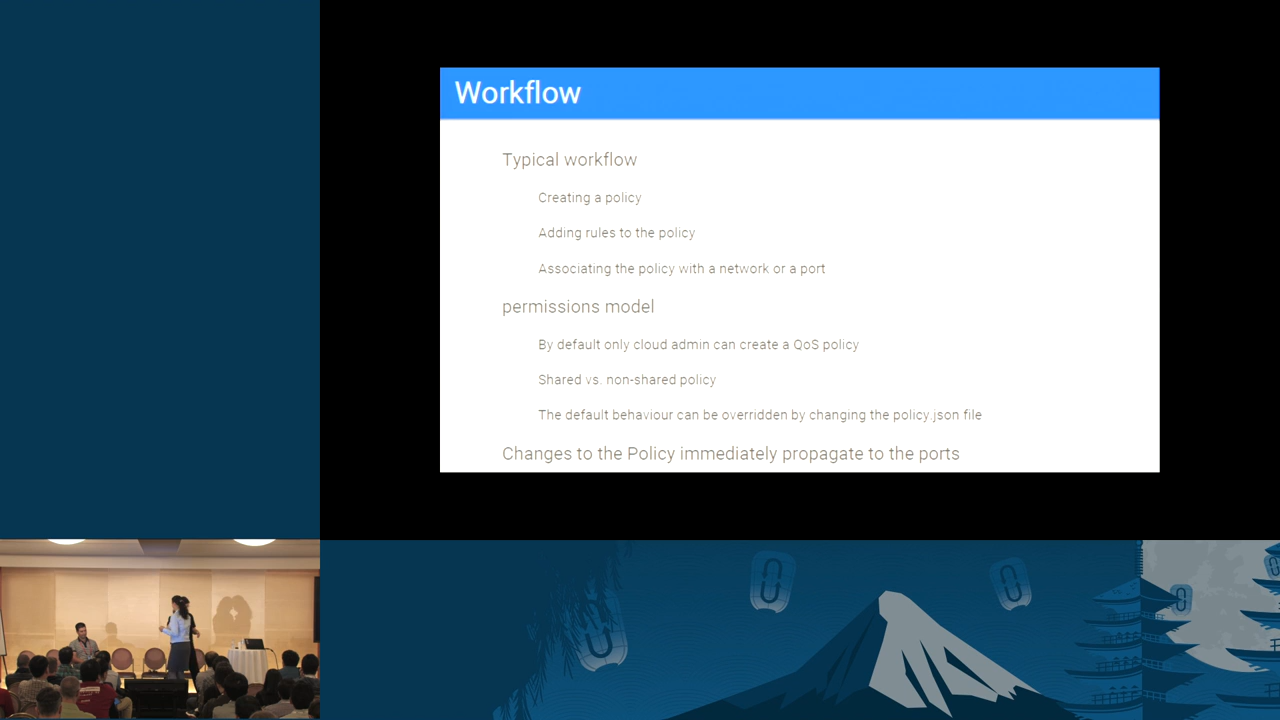 Workflow
Typical workflow
Creating a policy
Adding rules to the policy
Associating the policy with a network or a port
permissions model
By default only cloud admin can create a QoS policy
Shared vs. non-shared policy
The default behaviour can be overridden by changing the policy.json file
Changes to the Policy immediately propagate to the ports